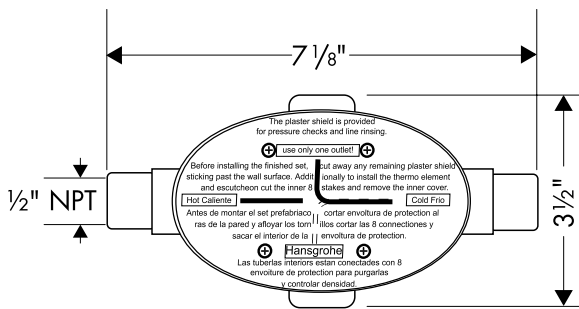 7 1/8"
The plaster shield is provided
for pressure checks and line rinsing.
use only one outlet!
Before installing the finished set, cut away any remaining plaster shield
sticking past the wall surface. Additionally to install the thermo element
and escutcheon cut the inner 8 stakes and remove the inner cover.
1/2" NPT
Hot Caliente
Cold Frio
3 1/2"
Antes de montar el set prefabriaco cortar envoltura de protection al
ras de la pared y afloyar los tornillos cortar las 8 connectiones y
sacar el interior de la envoltura de protection.
Hansgrohe
Las tuberlas interiors estan conectadas con 8
envoiture de protection para purgarlas
y controlar densidad.